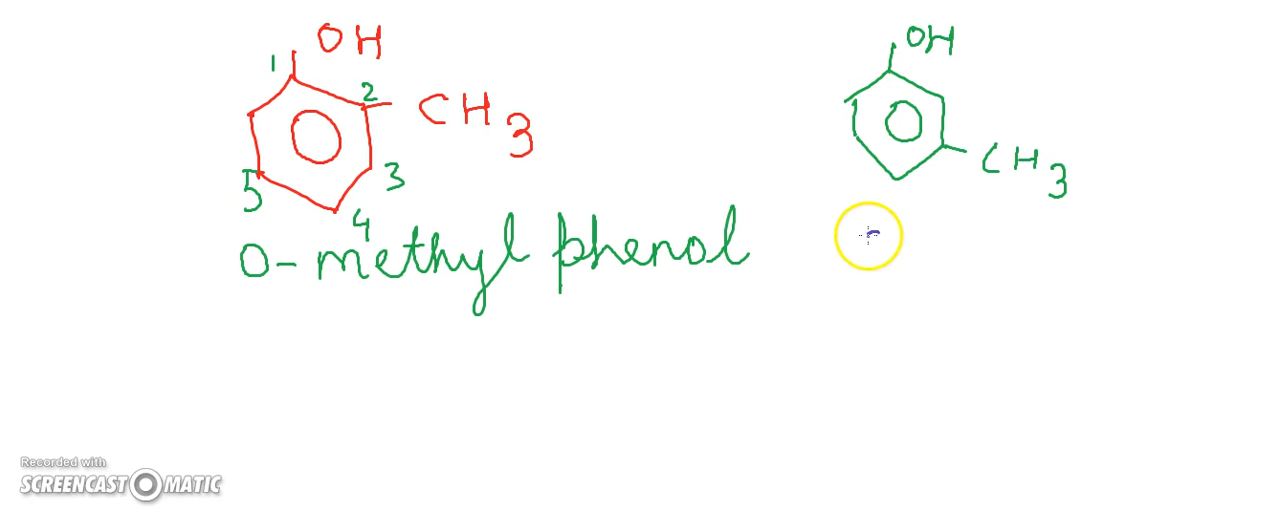 OH
1
2
CH3
3
5
4
O-methyl phenol
OH
CH3
Recorded with
SCREENCAST O MATIC